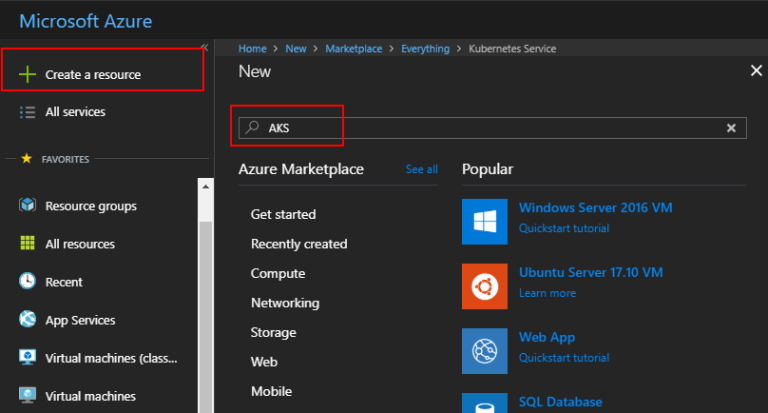 Microsoft Azure
Create a resource
All services
FAVORITES
Resource groups
All resources
Recent
App Services
Virtual machines (class...
Virtual machines
Home > New > Marketplace > Everything > Kubernetes Service
New
AKS
Azure Marketplace See all
Get started
Recently created
Compute
Networking
Storage
Web
Mobile
Popular
Windows Server 2016 VM
Quickstart tutorial
Ubuntu Server 17.10 VM
Learn more
Web App
Quickstart tutorial
SQL Database